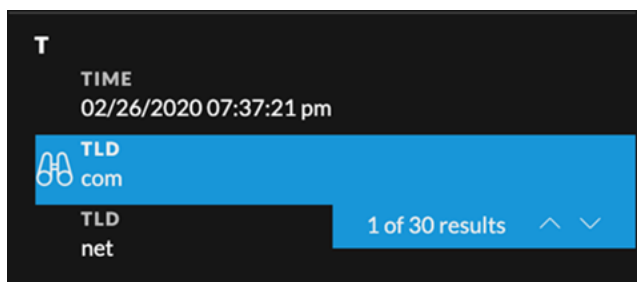 T
TIME
02/26/2020 07:37:21 pm
TLD
com
TLD
1 of 30 results
net